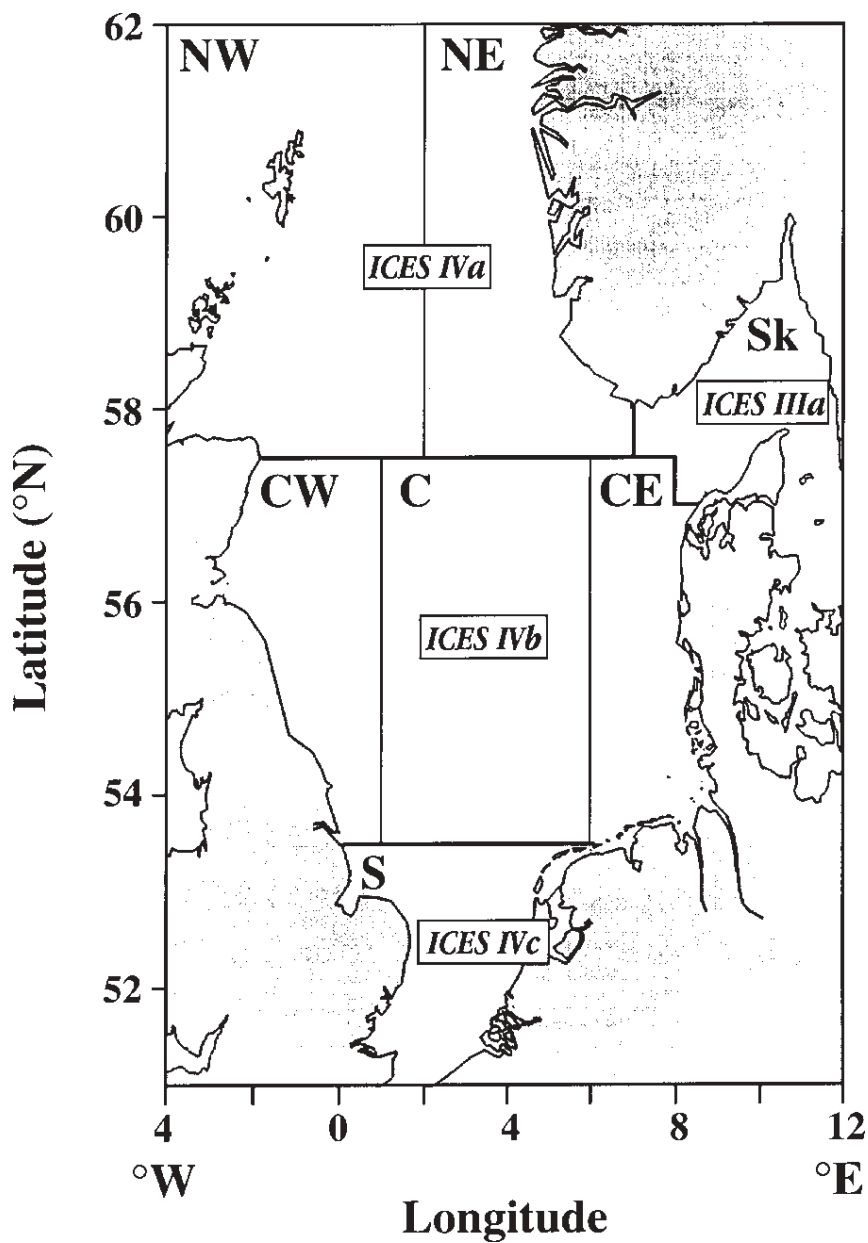 62
NW
NE
60
ICES IVa
Sk
58
ICES IIIa
CW
C
CE
Latitude (°N)
56
ICES IVb
54
S
ICES IVc
52
4
0
4
8
12
°W
°E
Longitude